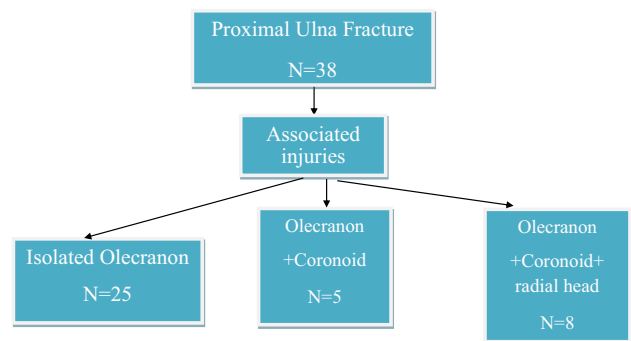 Proximal Ulna Fracture
N=38
Associated
injuries
Isolated Olecranon
N=25
Olecranon
+Coronoid
N=5
Olecranon
+Coronoid+
radial head
N=8